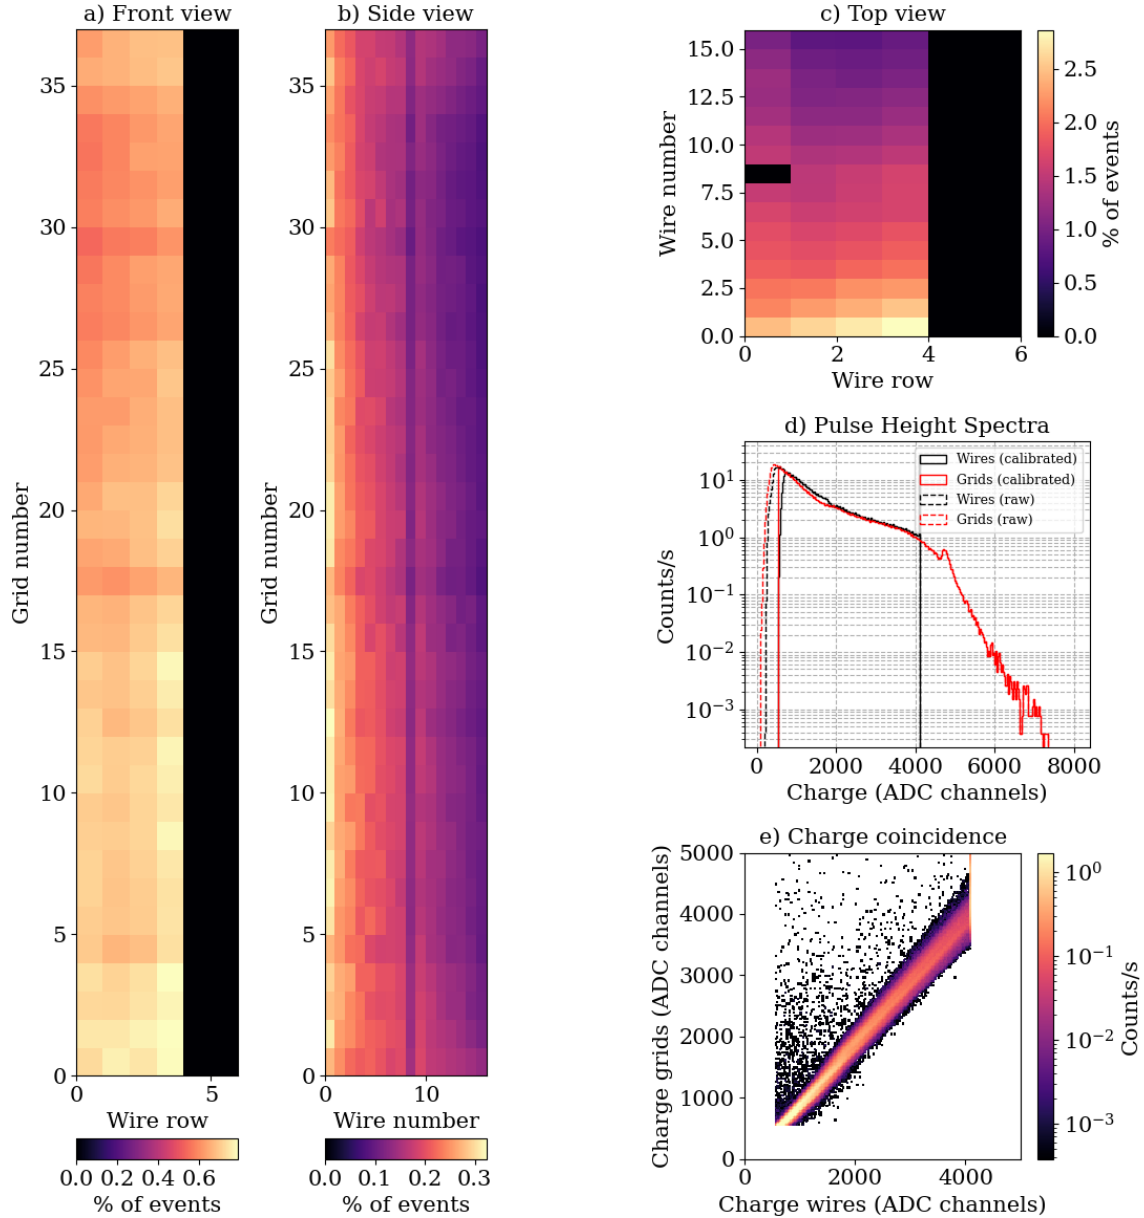 a) Front view
35
30
25
20
15
10
5
0
Grid number
0
5
Wire row
0.0 0.2 0.4 0.6
% of events
b) Side view
35
30
25
20
15
10
5
0
Grid number
0
10
Wire number
0.0 0.1 0.2 0.3
% of events
c) Top view
15.0
12.5
10.0
7.5
5.0
2.5
0.0
Wire number
0 2 4 6
Wire row
2.5
2.0
1.5
1.0
0.5
0.0
% of events
d) Pulse Height Spectra
Wires (calibrated)
Grids (calibrated)
Wires (raw)
Grids (raw)
10¹
10⁰
10⁻¹
10⁻²
10⁻³
Counts/s
0 2000 4000 6000 8000
Charge (ADC channels)
e) Charge coincidence
5000
4000
3000
2000
1000
0
Charge grids (ADC channels)
0 2000 4000
Charge wires (ADC channels)
10⁰
10⁻¹
10⁻²
10⁻³
Counts/s